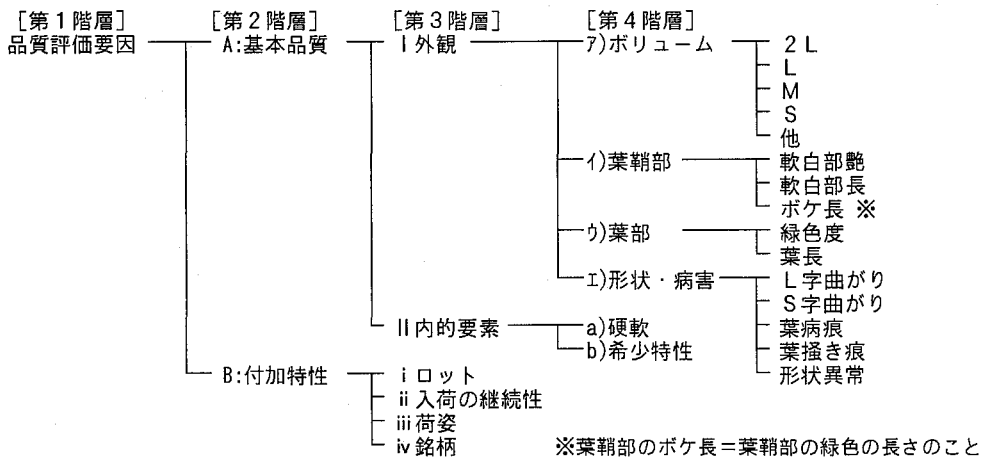 [第1階層] [第2階層] [第3階層] [第4階層]
品質評価要因 A:基本品質 Ⅰ外観 ｱ)ボリューム 2L
L
M
S
他
ｲ)葉鞘部 軟白部艶
軟白部長
ボケ長 ※
ｳ)葉部 緑色度
葉長
ｴ)形状・病害 L字曲がり
S字曲がり
Ⅱ内的要素 a)硬軟 葉病痕
b)希少特性 葉掻き痕
B:付加特性 ⅰロット 形状異常
ⅱ入荷の継続性
ⅲ荷姿
ⅳ銘柄 ※葉鞘部のボケ長＝葉鞘部の緑色の長さのこと